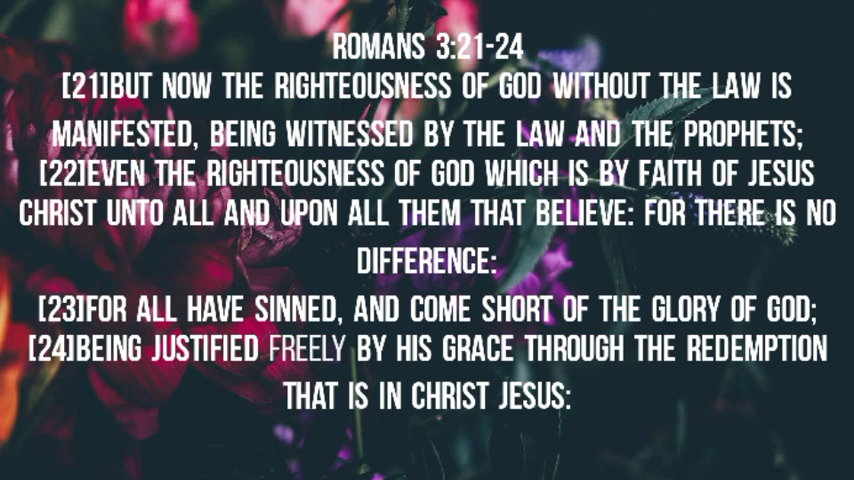 ROMANS 3:21-24
[21]BUT NOW THE RIGHTEOUSNESS OF GOD WITHOUT THE LAW IS
MANIFESTED, BEING WITNESSED BY THE LAW AND THE PROPHETS;
[22]EVEN THE RIGHTEOUSNESS OF GOD WHICH IS BY FAITH OF JESUS
CHRIST UNTO ALL AND UPON ALL THEM THAT BELIEVE: FOR THERE IS NO
DIFFERENCE:
[23]FOR ALL HAVE SINNED, AND COME SHORT OF THE GLORY OF GOD;
[24]BEING JUSTIFIED FREELY BY HIS GRACE THROUGH THE REDEMPTION
THAT IS IN CHRIST JESUS: